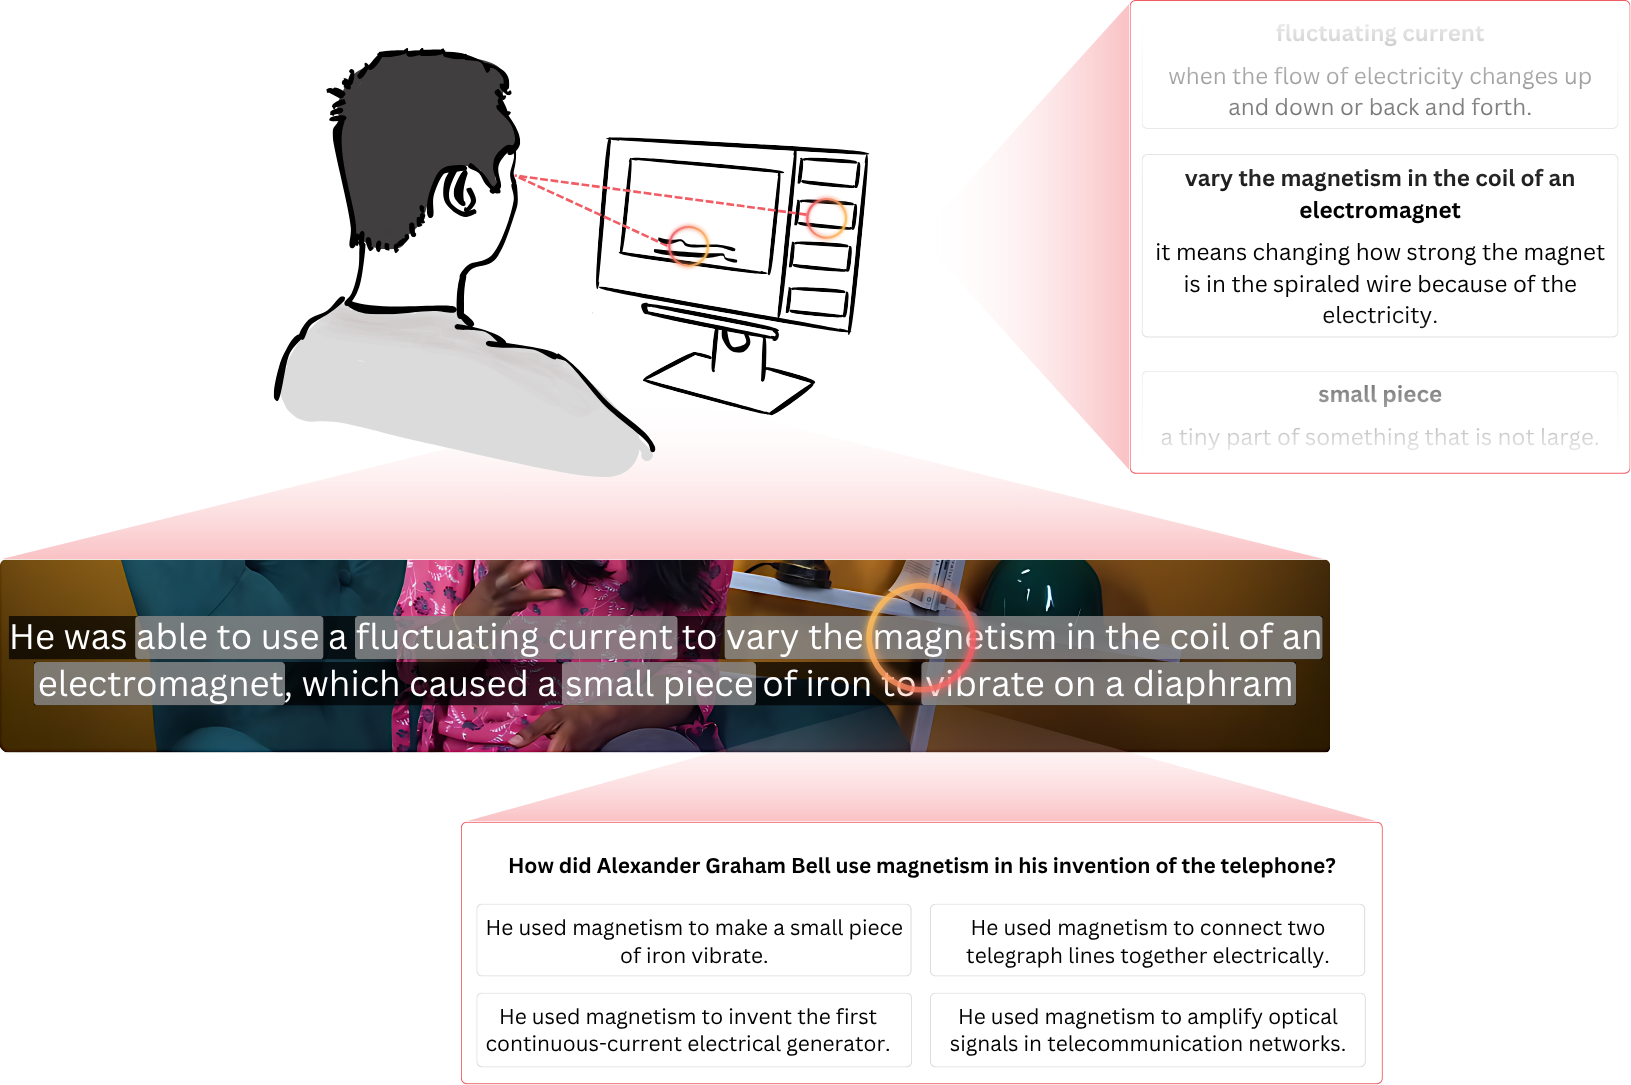 fluctuating current
when the flow of electricity changes up
and down or back and forth.
vary the magnetism in the coil of an
electromagnet
it means changing how strong the magnet
is in the spiraled wire because of the
electricity.
small piece
a tiny part of something that is not large.
He was able to use a fluctuating current to vary the magnetism in the coil of an
electromagnet, which caused a small piece of iron to vibrate on a diaphram
How did Alexander Graham Bell use magnetism in his invention of the telephone?
He used magnetism to make a small piece
of iron vibrate.
He used magnetism to connect two
telegraph lines together electrically.
He used magnetism to invent the first
continuous-current electrical generator.
He used magnetism to amplify optical
signals in telecommunication networks.